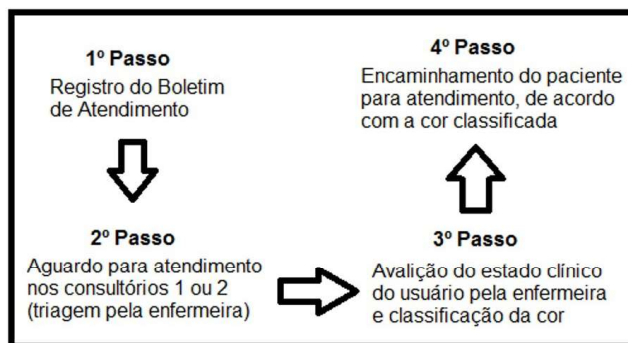 1º Passo
Registro do Boletim
de Atendimento
2º Passo
Aguardo para atendimento
nos consultórios 1 ou 2
(triagem pela enfermeira)
3º Passo
Avalição do estado clínico
do usuário pela enfermeira
e classificação da cor
4º Passo
Encaminhamento do paciente
para atendimento, de acordo
com a cor classificada